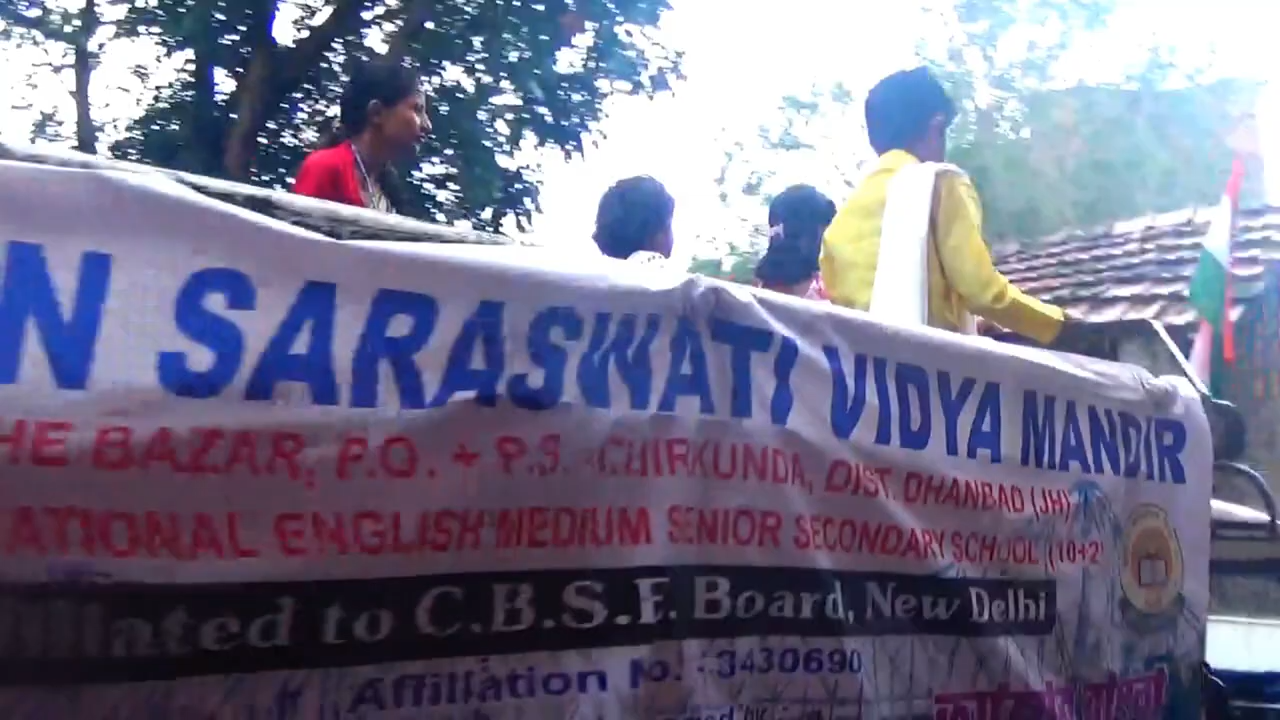 N SARASWATI VIDYA MANDIR
HE BAZAR, P.O. + P.S. - CHIRKUNDA, DIST. DHANBAD (JH)
ATIONAL ENGLISH MEDIUM SENIOR SECONDARY SCHOOL (10+2)
iliated to C.B.S.E. Board, New Delhi
Affiliation No. :-3430690